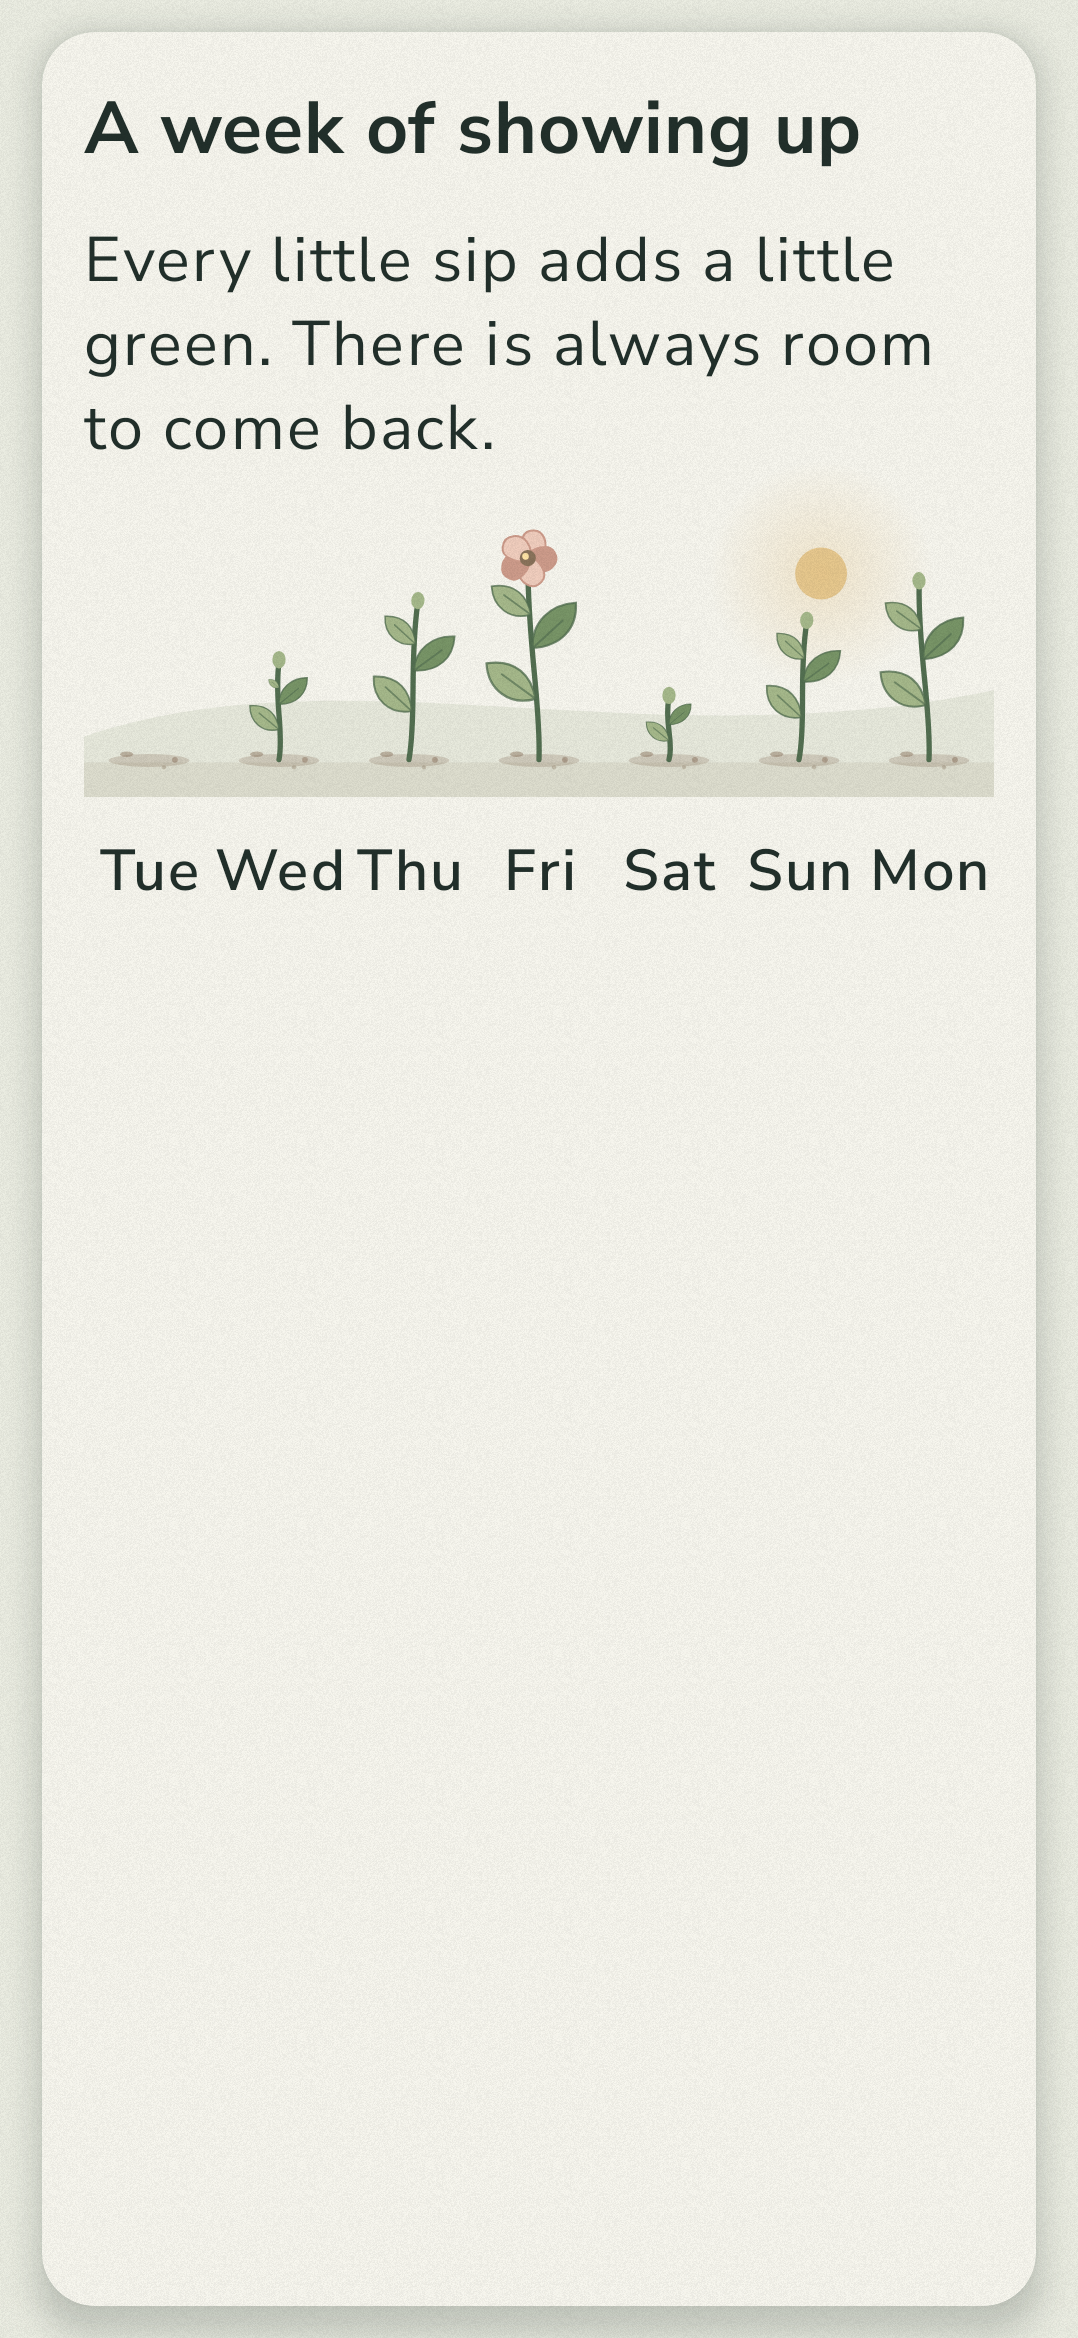 A week of showing up
Every little sip adds a little
green. There is always room
to come back.
Tue Wed Thu Fri Sat Sun Mon